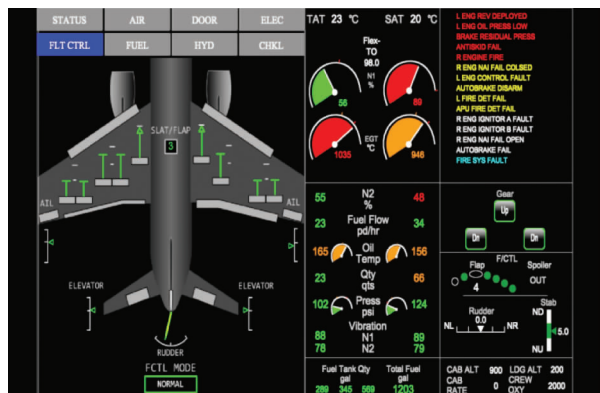 STATUS AIR DOOR ELEC
FLT CTRL FUEL HYD CHKL
SLAT/FLAP
3
AIL AIL
ELEVATOR ELEVATOR
RUDDER
FCTL MODE
NORMAL
TAT 23 °C SAT 20 °C
Flex-
TO
98.0
N1
%
56 89
EGT
°C
1035 946
L ENG REV DEPLOYED
L ENG OIL PRESS LOW
BRAKE RESIDUAL PRESS
ANTISKID FAIL
R ENGINE FIRE
R ENG NAI FAIL COLSED
L ENG CONTROL FAULT
AUTOBRAKE DISARM
L FIRE DET FAIL
APU FIRE DET FAIL
R ENG IGNITOR A FAULT
R ENG IGNITOR B FAULT
R ENG NAI FAIL OPEN
AUTOBRAKE FAIL
FIRE SYS FAULT
55 N2 48
%
23 Fuel Flow 34
pd/hr
165 Oil 156
Temp
23 Qty 66
qts
102 Press 124
psi
Vibration
88 N1 89
78 N2 79
Gear
Up
Dn Dn
F/CTL
Flap Spoiler
4 OUT
Rudder
0.0
NL NR
Stab
ND
5.0
NU
Fuel Tank Qty Total Fuel
gal gal
289 345 569 1203
CAB ALT 900 LDG ALT 200
CAB RATE 0 CREW OXY 2000